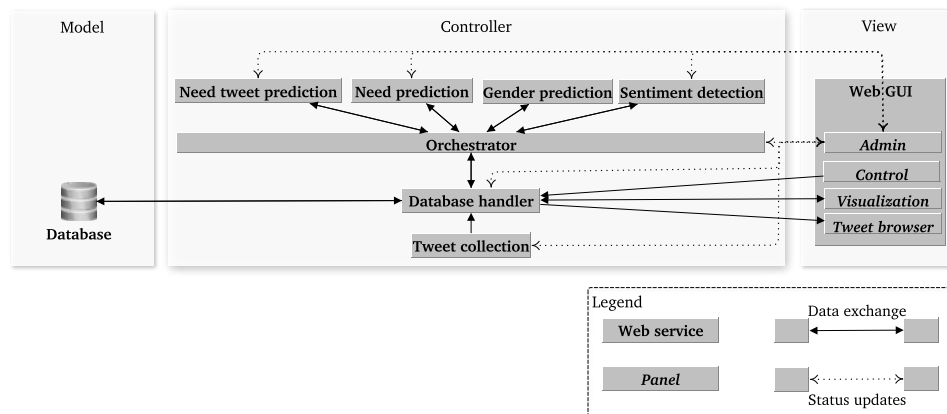 Model
Controller
View
Need tweet prediction
Need prediction
Gender prediction
Sentiment detection
Web GUI
Orchestrator
Admin
Control
Database handler
Visualization
Database
Tweet browser
Tweet collection
Legend
Data exchange
Web service
Panel
Status updates